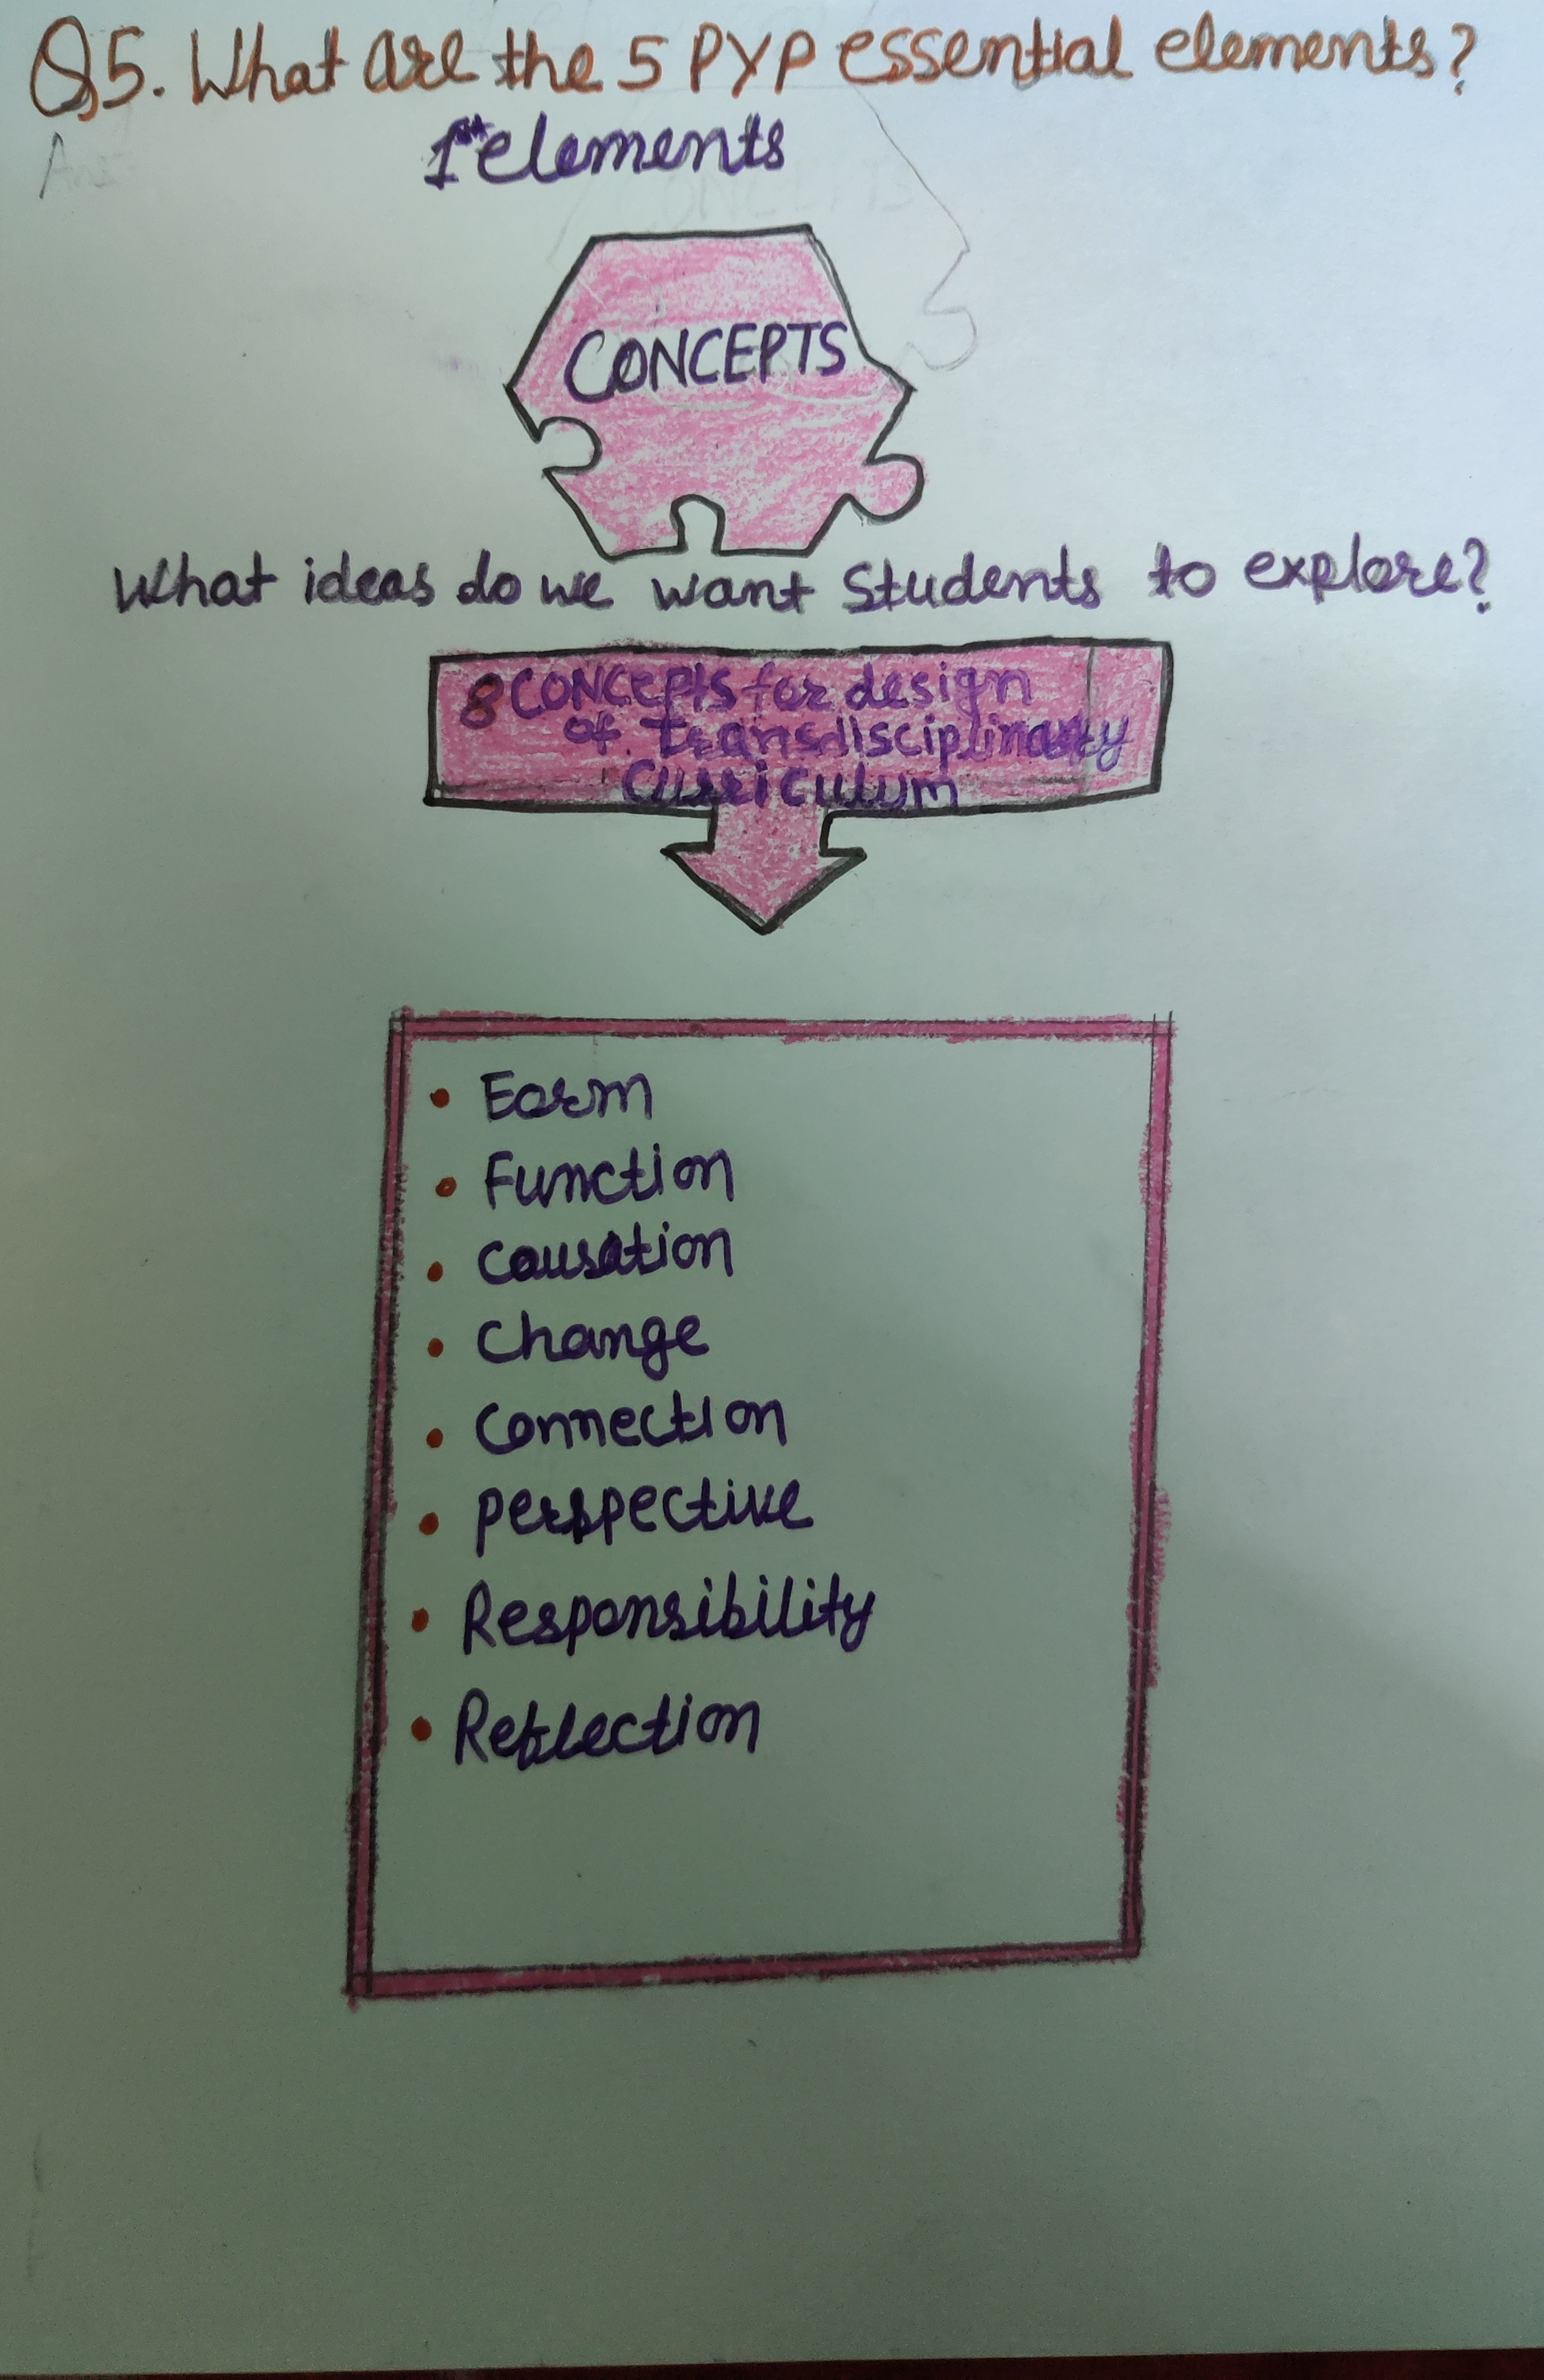 Q5. What are the 5 PYP essential elements?
Ans
1st elements
CONCEPTS
What ideas do we want students to explore?
8 CONCEPTS for design
of transdisciplinary
Curriculum
• Form
• Function
• Causation
• Change
• Connection
• perspective
• Responsibility
• Reflection